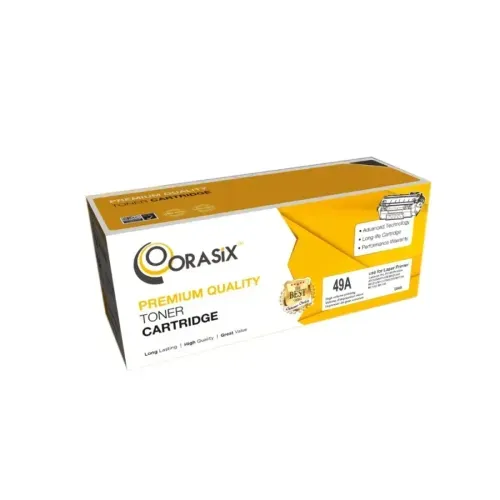 PREMIUM QUALITY
TONER CARTRIDGE
ORASiX
PREMIUM QUALITY
TONER
CARTRIDGE
Long Lasting | High Quality | Great Value
BEST
49A
• Advanced Technology
• Long-life Cartridge
• Performance Warranty